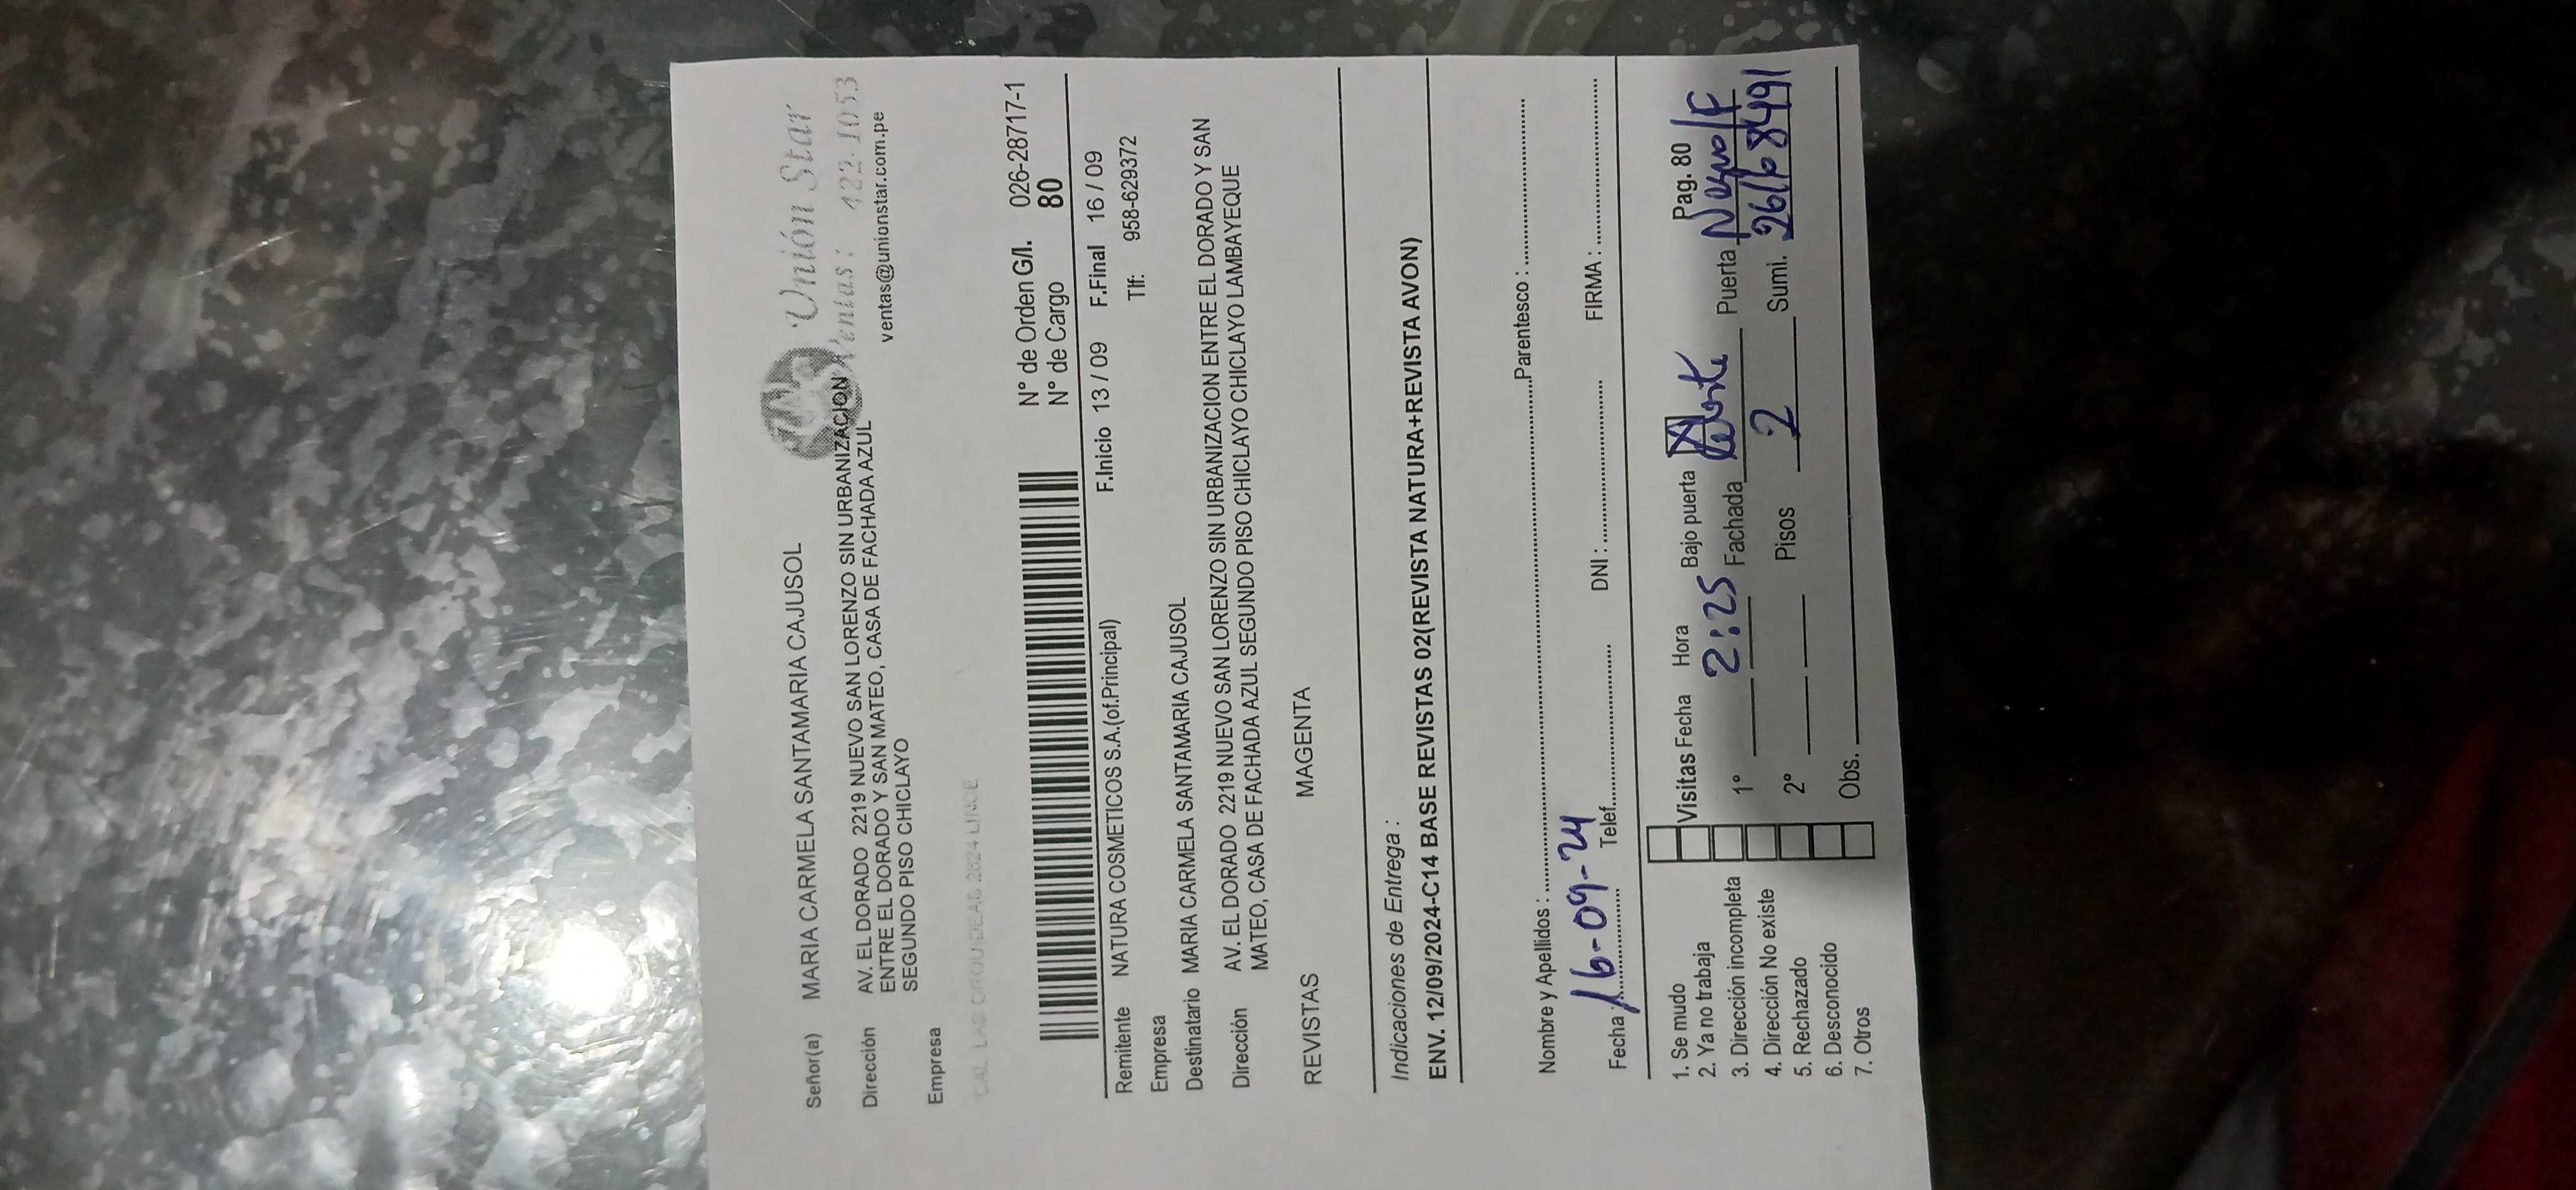 Unión Star
Ventas: 422-1053
ventas@unionstar.com.pe
Señor(a) MARIA CARMELA SANTAMARIA CAJUSOL
Dirección AV. EL DORADO 2219 NUEVO SAN LORENZO SIN URBANIZACION
ENTRE EL DORADO Y SAN MATEO, CASA DE FACHADA AZUL
SEGUNDO PISO CHICLAYO
Empresa
CAL. LAS ORQUIDEAS 2624 LINCE
N° de Orden G/I. 026-28717-1
N° de Cargo 80
F.Inicio 13 / 09 F.Final 16 / 09
Remitente NATURA COSMETICOS S.A.(of.Principal) Tlf: 958-629372
Empresa
Destinatario MARIA CARMELA SANTAMARIA CAJUSOL
Dirección AV. EL DORADO 2219 NUEVO SAN LORENZO SIN URBANIZACION ENTRE EL DORADO Y SAN
MATEO, CASA DE FACHADA AZUL SEGUNDO PISO CHICLAYO CHICLAYO LAMBAYEQUE
REVISTAS MAGENTA
Indicaciones de Entrega :
ENV. 12/09/2024-C14 BASE REVISTAS 02(REVISTA NATURA+REVISTA AVON)
Nombre y Apellidos : Parentesco :
Fecha : 16-09-24 Telef. DNI : FIRMA :
1. Se mudo Visitas Fecha Hora Bajo puerta Pag. 80
2. Ya no trabaja
3. Dirección incompleta 1° 2:25 Fachada Puerta Negro/F
4. Dirección No existe
5. Rechazado 2° Pisos 2 Sumi.
6. Desconocido
7. Otros Obs.